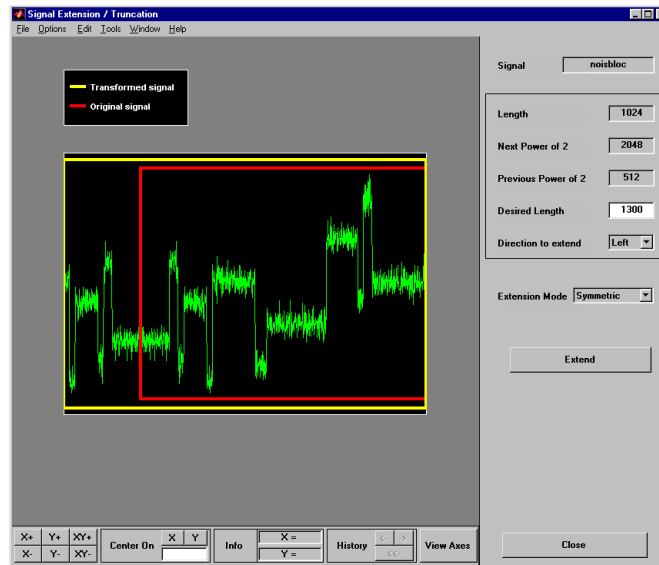 Signal Extension / Truncation
File Options Edit Tools Window Help
Transformed signal
Original signal
Signal noisbloc
Length 1024
Next Power of 2 2048
Previous Power of 2 512
Desired Length 1300
Direction to extend Left
Extension Mode Symmetric
Extend
X+ Y+ XY+
X- Y- XY-
Center On X Y
Info X =
Y =
History <- ->
<<-
View Axes
Close